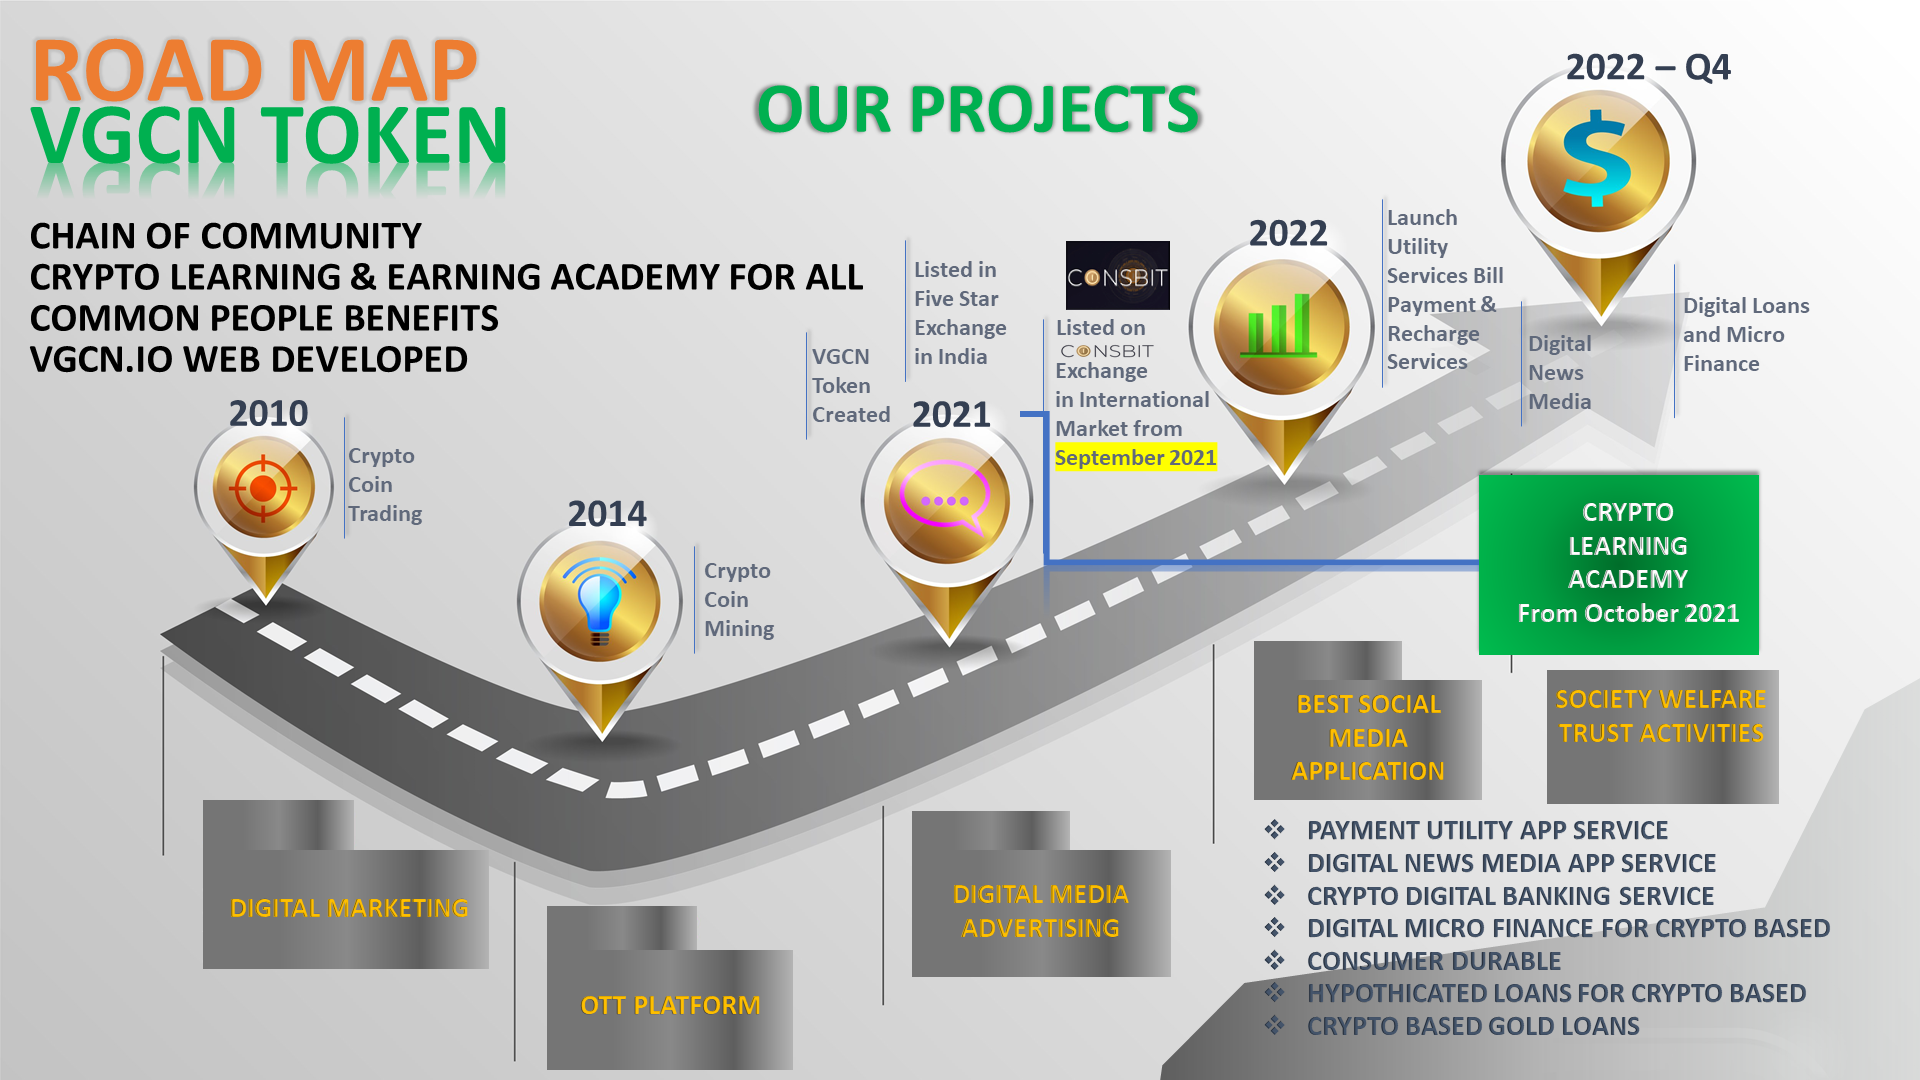 ROAD MAP
VGCN TOKEN
OUR PROJECTS
CHAIN OF COMMUNITY
CRYPTO LEARNING & EARNING ACADEMY FOR ALL
COMMON PEOPLE BENEFITS
VGCN.IO WEB DEVELOPED
2010
Crypto
Coin
Trading
2014
Crypto
Coin
Mining
VGCN
Token
Created
Listed in
Five Star
Exchange
in India
2021
CONSBIT
Listed on
CONSBIT
Exchange
in International
Market from
September 2021
2022
Launch
Utility
Services Bill
Payment &
Recharge
Services
Digital
News
Media
2022 – Q4
Digital Loans
and Micro
Finance
CRYPTO
LEARNING
ACADEMY
From October 2021
DIGITAL MARKETING
OTT PLATFORM
DIGITAL MEDIA
ADVERTISING
BEST SOCIAL
MEDIA
APPLICATION
SOCIETY WELFARE
TRUST ACTIVITIES
❖ PAYMENT UTILITY APP SERVICE
❖ DIGITAL NEWS MEDIA APP SERVICE
❖ CRYPTO DIGITAL BANKING SERVICE
❖ DIGITAL MICRO FINANCE FOR CRYPTO BASED
❖ CONSUMER DURABLE
❖ HYPOTHICATED LOANS FOR CRYPTO BASED
❖ CRYPTO BASED GOLD LOANS